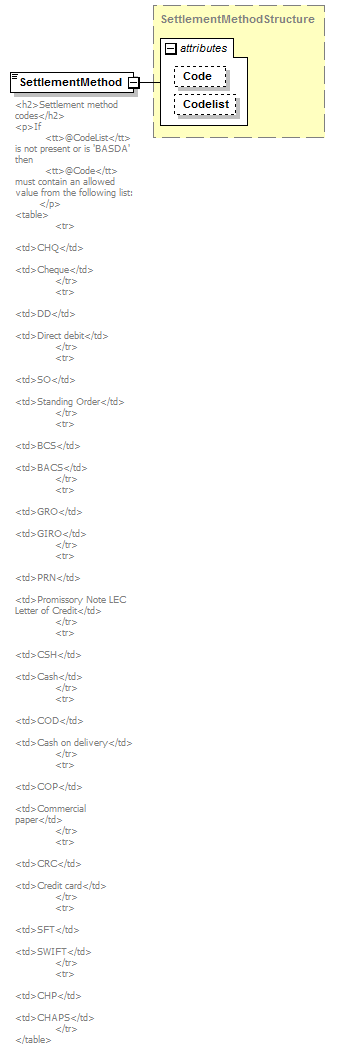 SettlementMethodStructure
attributes
Code
Codelist
SettlementMethod
<h2>Settlement method
codes</h2>
<p>If
<tt>@CodeList</tt>
is not present or is 'BASDA'
then
<tt>@Code</tt>
must contain an allowed
value from the following list:
</p>
<table>
<tr>
<td>CHQ</td>
<td>Cheque</td>
</tr>
<tr>
<td>DD</td>
<td>Direct debit</td>
</tr>
<tr>
<td>SO</td>
<td>Standing Order</td>
</tr>
<tr>
<td>BCS</td>
<td>BACS</td>
</tr>
<tr>
<td>GRO</td>
<td>GIRO</td>
</tr>
<tr>
<td>PRN</td>
<td>Promissory Note LEC
Letter of Credit</td>
</tr>
<tr>
<td>CSH</td>
<td>Cash</td>
</tr>
<tr>
<td>COD</td>
<td>Cash on delivery</td>
</tr>
<tr>
<td>COP</td>
<td>Commercial
paper</td>
</tr>
<tr>
<td>CRC</td>
<td>Credit card</td>
</tr>
<tr>
<td>SFT</td>
<td>SWIFT</td>
</tr>
<tr>
<td>CHP</td>
<td>CHAPS</td>
</tr>
</table>